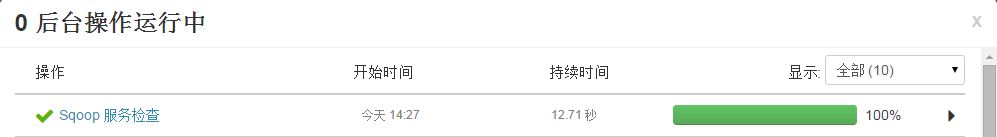 0 后台操作运行中 x
操作 开始时间 持续时间 显示: 全部 (10)
Sqoop 服务检查 今天 14:27 12.71 秒 100%